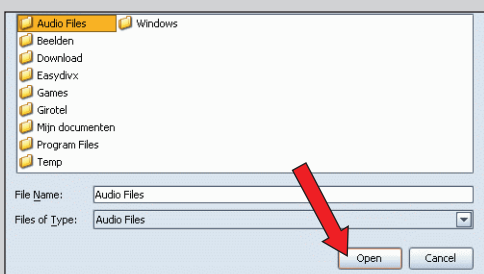 Audio Files Windows
Beelden
Download
Easydivx
Games
Girotel
Mijn documenten
Program Files
Temp
File Name: Audio Files
Files of Type: Audio Files
Open Cancel